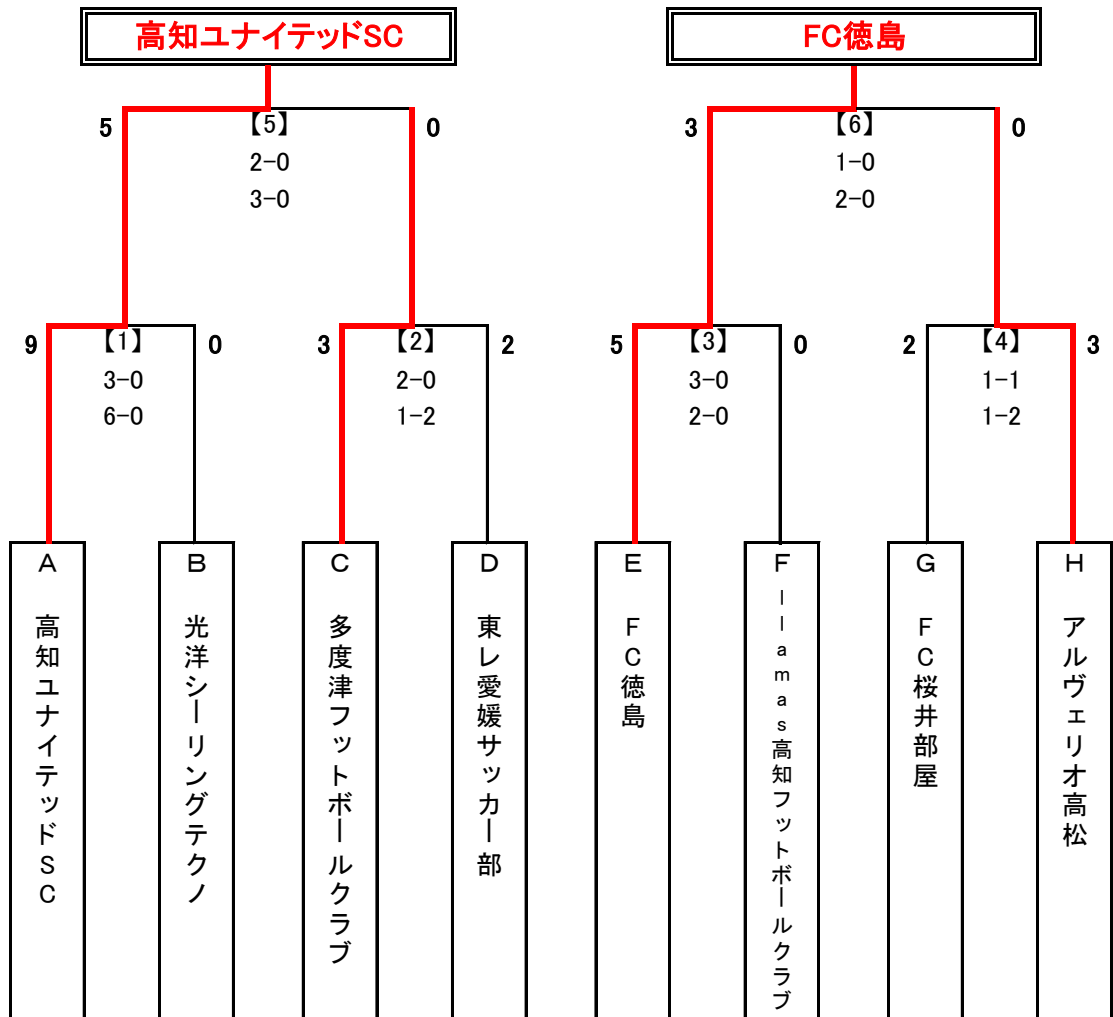 高知ユナイテッドSC
FC徳島
5 【5】 0
2-0
3-0
3 【6】 0
1-0
2-0
9 【1】 0
3-0
6-0
3 【2】 2
2-0
1-2
5 【3】 0
3-0
2-0
2 【4】 3
1-1
1-2
A
高知ユナイテッドSC
B
光洋シーリングテクノ
C
多度津フットボールクラブ
D
東レ愛媛サッカー部
E
FC徳島
F
llamas高知フットボールクラブ
G
FC桜井部屋
H
アルヴェリオ高松